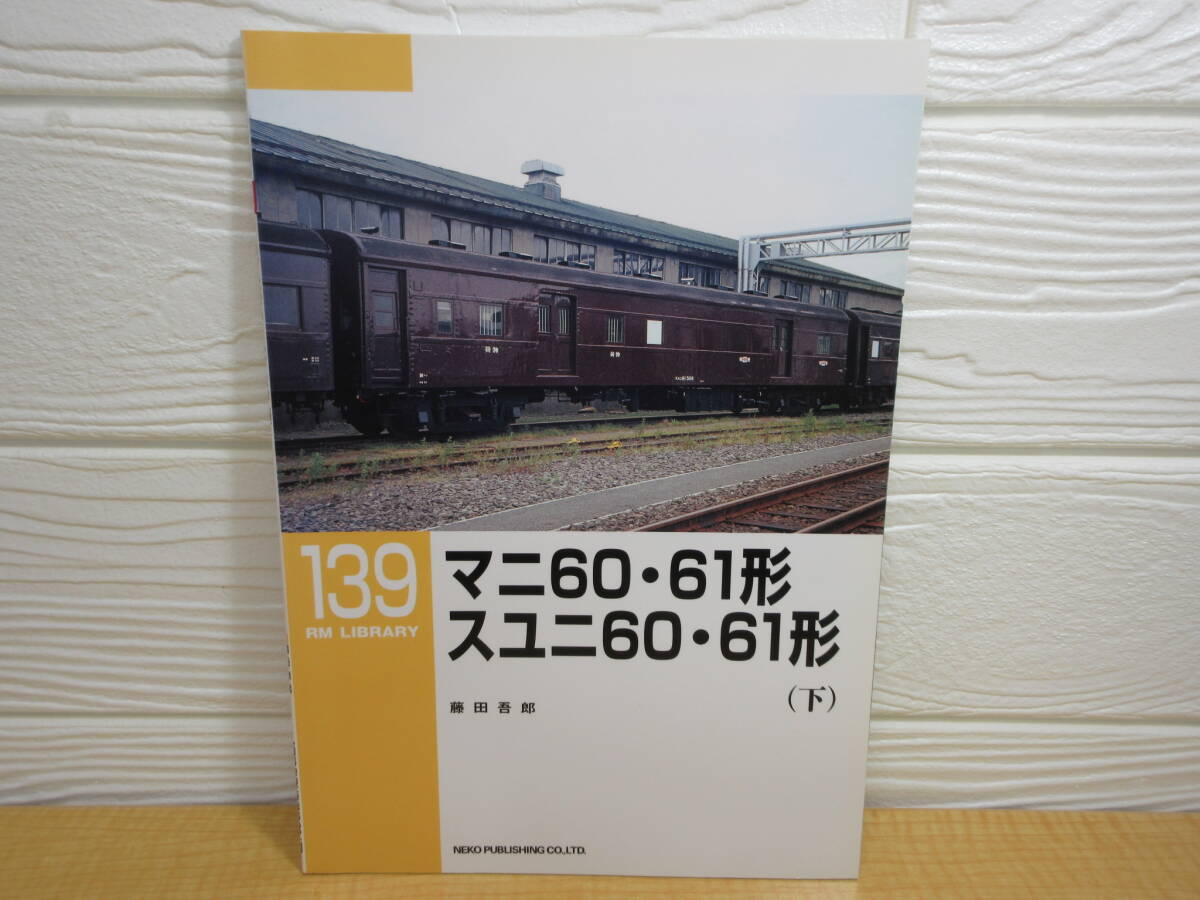 139
RM LIBRARY
マニ60・61形
スユニ60・61形
(下)
藤田吾郎
NEKO PUBLISHING CO.,LTD.